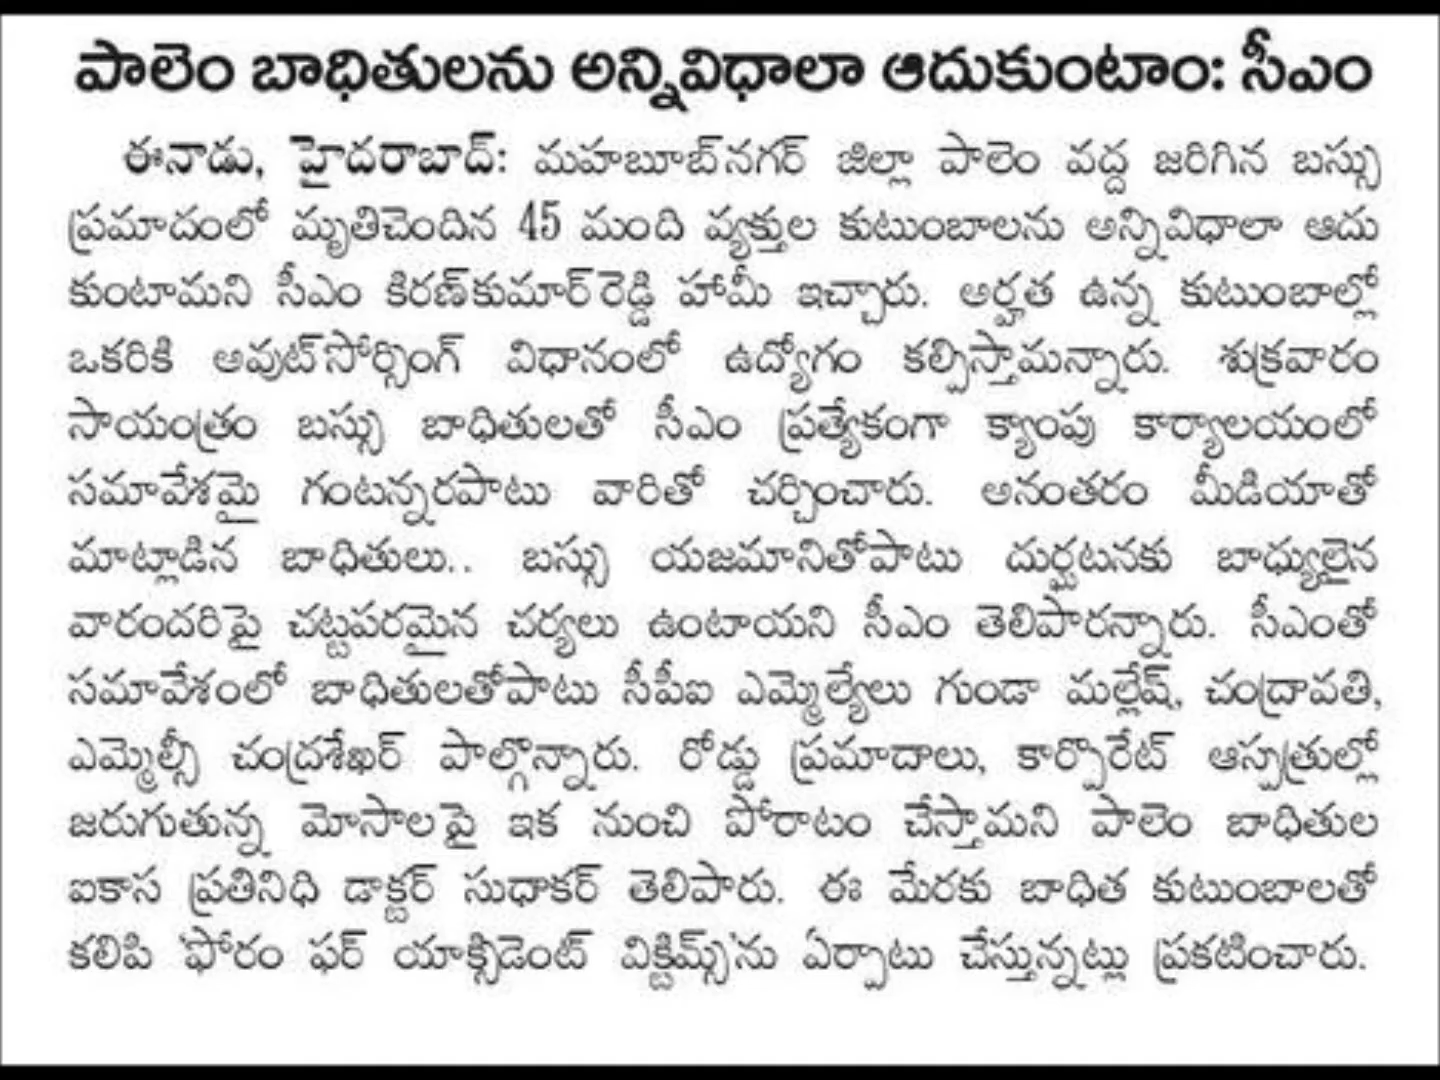 పాలెం బాధితులను అన్నివిధాలా ఆదుకుంటాం: సీఎం
ఈనాడు, హైదరాబాద్: మహబూబ్‌నగర్ జిల్లా పాలెం వద్ద జరిగిన బస్సు
ప్రమాదంలో మృతిచెందిన 45 మంది వ్యక్తుల కుటుంబాలను అన్నివిధాలా ఆదు
కుంటామని సీఎం కిరణ్‌కుమార్‌రెడ్డి హామీ ఇచ్చారు. అర్హత ఉన్న కుటుంబాల్లో
ఒకరికి అవుట్‌సోర్సింగ్ విధానంలో ఉద్యోగం కల్పిస్తామన్నారు. శుక్రవారం
సాయంత్రం బస్సు బాధితులతో సీఎం ప్రత్యేకంగా క్యాంపు కార్యాలయంలో
సమావేశమై గంటన్నరపాటు వారితో చర్చించారు. అనంతరం మీడియాతో
మాట్లాడిన బాధితులు.. బస్సు యజమానితోపాటు దుర్ఘటనకు బాధ్యులైన
వారందరిపై చట్టపరమైన చర్యలు ఉంటాయని సీఎం తెలిపారన్నారు. సీఎంతో
సమావేశంలో బాధితులతోపాటు సీపీఐ ఎమ్మెల్యేలు గుండా మల్లేష్, చంద్రావతి,
ఎమ్మెల్సీ చంద్రశేఖర్ పాల్గొన్నారు. రోడ్డు ప్రమాదాలు, కార్పొరేట్ ఆస్పత్రుల్లో
జరుగుతున్న మోసాలపై ఇక నుంచి పోరాటం చేస్తామని పాలెం బాధితుల
ఐకాస ప్రతినిధి డాక్టర్ సుధాకర్ తెలిపారు. ఈ మేరకు బాధిత కుటుంబాలతో
కలిపి 'ఫోరం ఫర్ యాక్సిడెంట్ విక్టిమ్స్'ను ఏర్పాటు చేస్తున్నట్లు ప్రకటించారు.